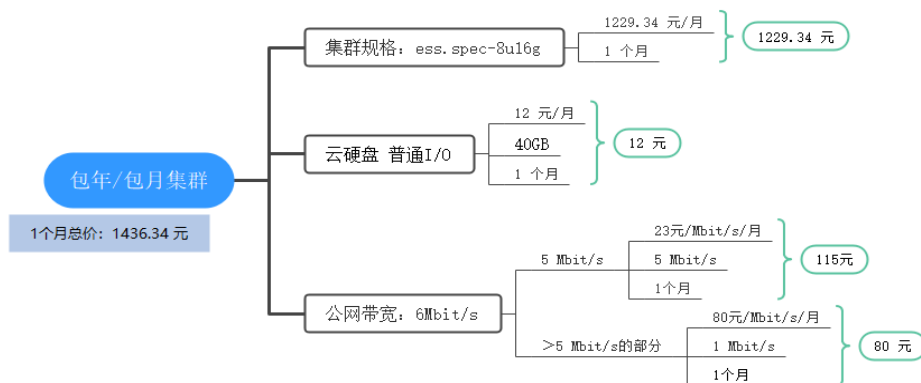 包年/包月集群
1个月总价：1436.34 元
集群规格：ess.spec-8u16g
1229.34 元/月
1 个月
1229.34 元
云硬盘 普通I/O
12 元/月
40GB
1 个月
12 元
公网带宽：6Mbit/s
5 Mbit/s
23元/Mbit/s/月
5 Mbit/s
1个月
115元
＞5 Mbit/s的部分
80元/Mbit/s/月
1 Mbit/s
1个月
80 元